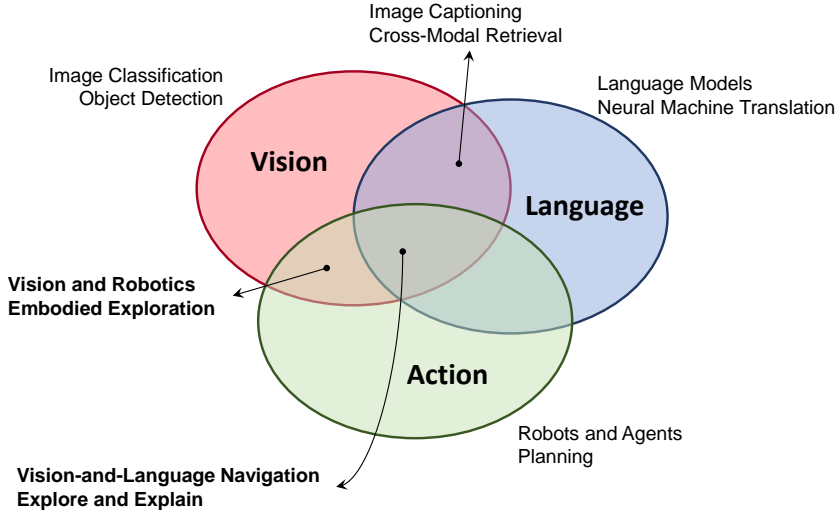 Image Captioning
Cross-Modal Retrieval
Image Classification
Object Detection
Language Models
Neural Machine Translation
Vision
Language
Vision and Robotics
Embodied Exploration
Action
Robots and Agents
Planning
Vision-and-Language Navigation
Explore and Explain